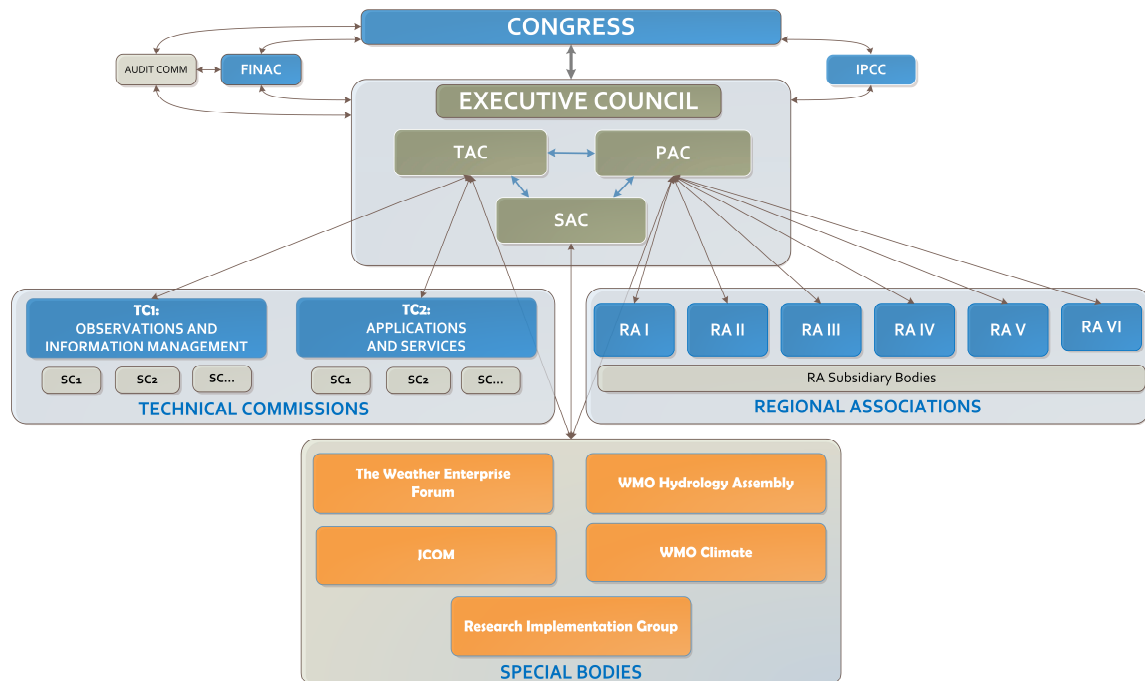 CONGRESS
AUDIT COMM
FINAC
IPCC
EXECUTIVE COUNCIL
TAC
PAC
SAC
TC1:
OBSERVATIONS AND
INFORMATION MANAGEMENT
TC2:
APPLICATIONS
AND SERVICES
SC1
SC2
SC...
SC1
SC2
SC...
TECHNICAL COMMISSIONS
RA I
RA II
RA III
RA IV
RA V
RA VI
RA Subsidiary Bodies
REGIONAL ASSOCIATIONS
The Weather Enterprise
Forum
WMO Hydrology Assembly
JCOM
WMO Climate
Research Implementation Group
SPECIAL BODIES